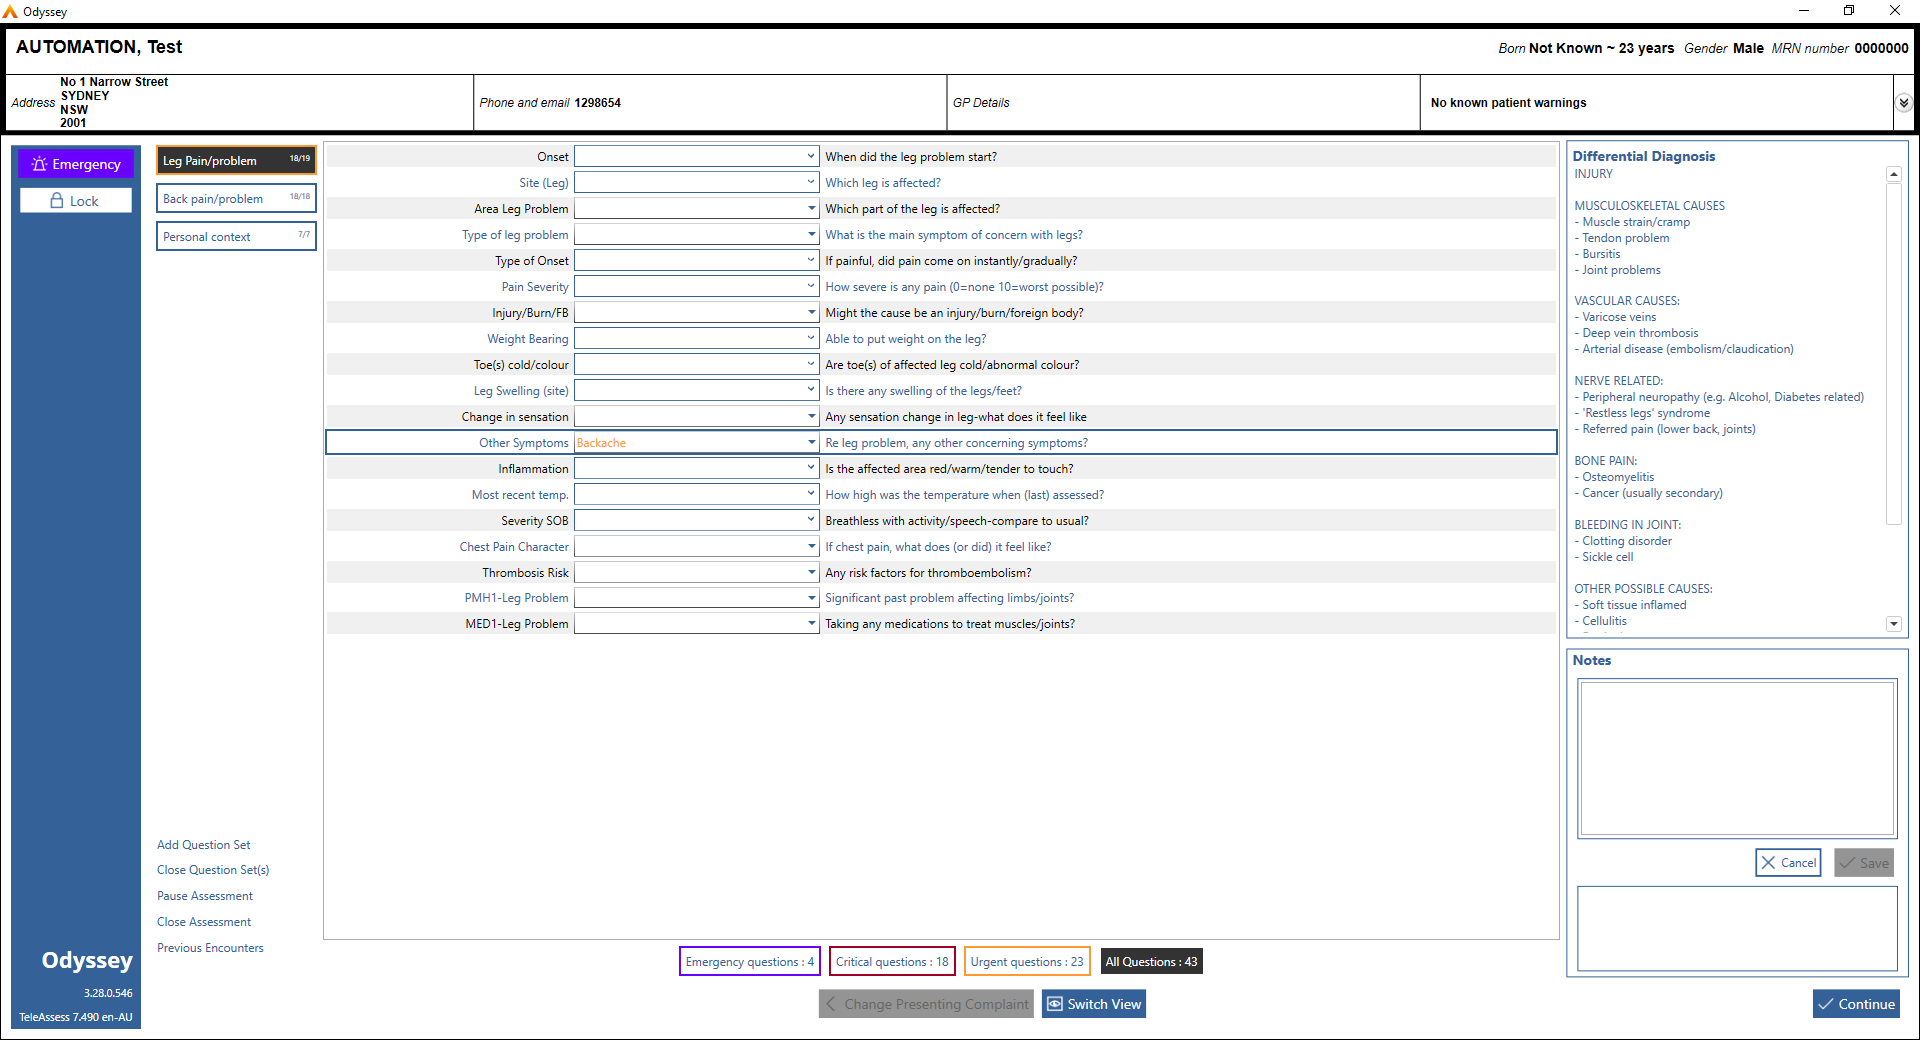 Odyssey
AUTOMATION, Test
Born Not Known ~ 23 years Gender Male MRN number 0000000
Address
No 1 Narrow Street
SYDNEY
NSW
2001
Phone and email 1298654
GP Details
No known patient warnings
Emergency
Lock
Leg Pain/problem 18/19
Back pain/problem 18/18
Personal context 7/7
Onset When did the leg problem start?
Site (Leg) Which leg is affected?
Area Leg Problem Which part of the leg is affected?
Type of leg problem What is the main symptom of concern with legs?
Type of Onset If painful, did pain come on instantly/gradually?
Pain Severity How severe is any pain (0=none 10=worst possible)?
Injury/Burn/FB Might the cause be an injury/burn/foreign body?
Weight Bearing Able to put weight on the leg?
Toe(s) cold/colour Are toe(s) of affected leg cold/abnormal colour?
Leg Swelling (site) Is there any swelling of the legs/feet?
Change in sensation Any sensation change in leg-what does it feel like
Other Symptoms Backache Re leg problem, any other concerning symptoms?
Inflammation Is the affected area red/warm/tender to touch?
Most recent temp. How high was the temperature when (last) assessed?
Severity SOB Breathless with activity/speech-compare to usual?
Chest Pain Character If chest pain, what does (or did) it feel like?
Thrombosis Risk Any risk factors for thromboembolism?
PMH1-Leg Problem Significant past problem affecting limbs/joints?
MED1-Leg Problem Taking any medications to treat muscles/joints?
Differential Diagnosis
INJURY
MUSCULOSKELETAL CAUSES
- Muscle strain/cramp
- Tendon problem
- Bursitis
- Joint problems
VASCULAR CAUSES:
- Varicose veins
- Deep vein thrombosis
- Arterial disease (embolism/claudication)
NERVE RELATED:
- Peripheral neuropathy (e.g. Alcohol, Diabetes related)
- 'Restless legs' syndrome
- Referred pain (lower back, joints)
BONE PAIN:
- Osteomyelitis
- Cancer (usually secondary)
BLEEDING IN JOINT:
- Clotting disorder
- Sickle cell
OTHER POSSIBLE CAUSES:
- Soft tissue inflamed
- Cellulitis
Notes
Cancel
Save
Add Question Set
Close Question Set(s)
Pause Assessment
Close Assessment
Previous Encounters
Odyssey
3.28.0.546
TeleAssess 7.490 en-AU
Emergency questions : 4
Critical questions : 18
Urgent questions : 23
All Questions : 43
Change Presenting Complaint
Switch View
Continue